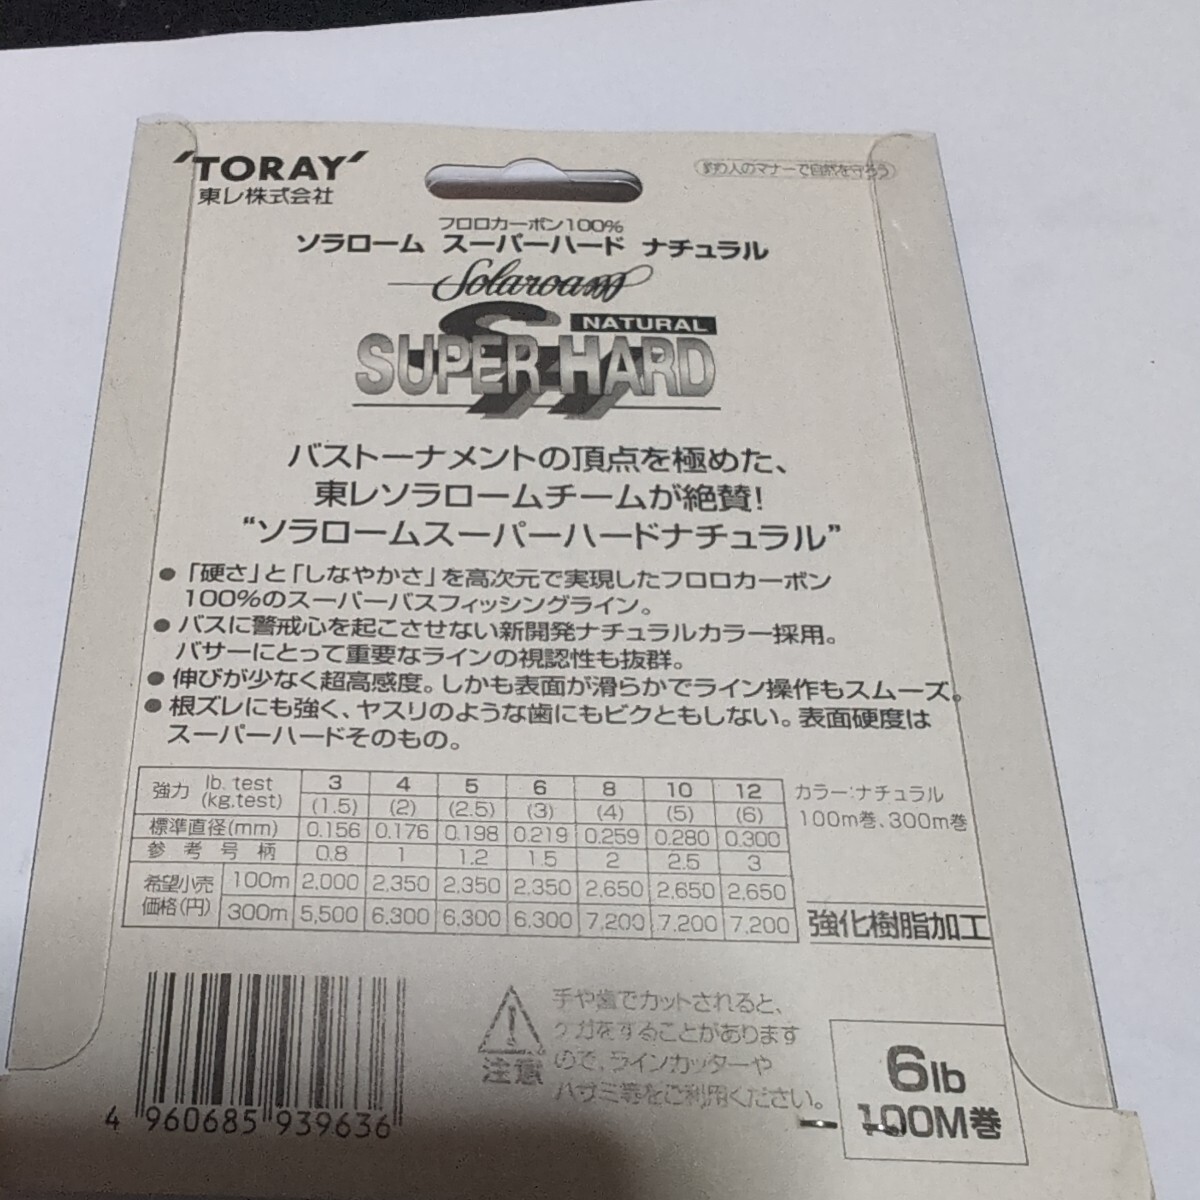 'TORAY'
東レ株式会社
釣り人のマナーで自然を守ろう
フロロカーボン100%
ソラローム スーパーハード ナチュラル
Solaroam
NATURAL
SUPER HARD
バストーナメントの頂点を極めた、
東レソラロームチームが絶賛!
“ソラロームスーパーハードナチュラル”
●「硬さ」と「しなやかさ」を高次元で実現したフロロカーボン
100%のスーパーバスフィッシングライン。
●バスに警戒心を起こさせない新開発ナチュラルカラー採用。
バサーにとって重要なラインの視認性も抜群。
●伸びが少なく超高感度。しかも表面が滑らかでライン操作もスムーズ。
●根ズレにも強く、ヤスリのような歯にもビクともしない。表面硬度は
スーパーハードそのもの。
強力 lb. test 3 4 5 6 8 10 12
(kg.test) (1.5) (2) (2.5) (3) (4) (5) (6)
標準直径(mm) 0.156 0.176 0.198 0.219 0.259 0.280 0.300
参考号柄 0.8 1 1.2 1.5 2 2.5 3
希望小売価格(円) 100m 2,000 2,350 2,350 2,350 2,650 2,650 2,650
300m 5,500 6,300 6,300 6,300 7,200 7,200 7,200
カラー:ナチュラル
100m巻、300m巻
強化樹脂加工
注意
手や歯でカットされると、
ケガをすることがあります
ので、ラインカッターや
ハサミ等をご利用ください。
4 960685 939636
6lb
100M巻